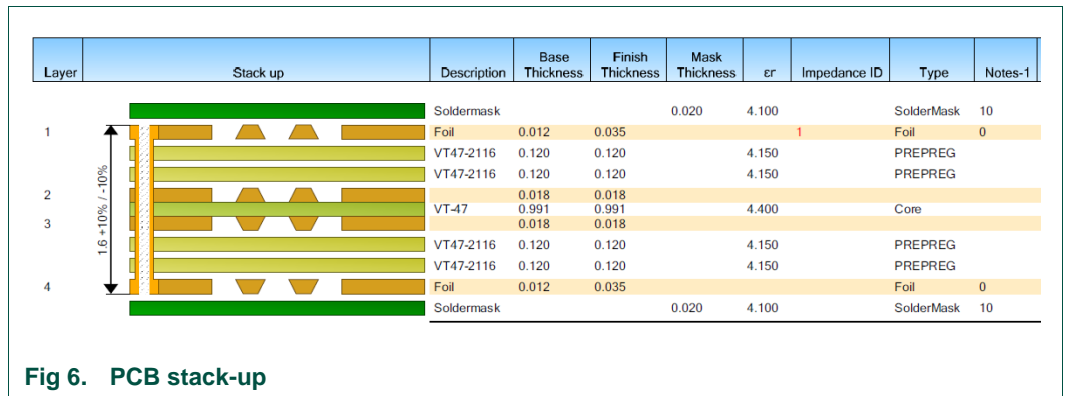 Layer Stack up Description Base Thickness Finish Thickness Mask Thickness εr Impedance ID Type Notes-1
Soldermask 0.020 4.100 SolderMask 10
1 Foil 0.012 0.035 1 Foil 0
VT47-2116 0.120 0.120 4.150 PREPREG
VT47-2116 0.120 0.120 4.150 PREPREG
2 0.018 0.018
VT-47 0.991 0.991 4.400 Core
3 0.018 0.018
1.6 +10% / -10%
VT47-2116 0.120 0.120 4.150 PREPREG
VT47-2116 0.120 0.120 4.150 PREPREG
4 Foil 0.012 0.035 Foil 0
Soldermask 0.020 4.100 SolderMask 10
Fig 6. PCB stack-up